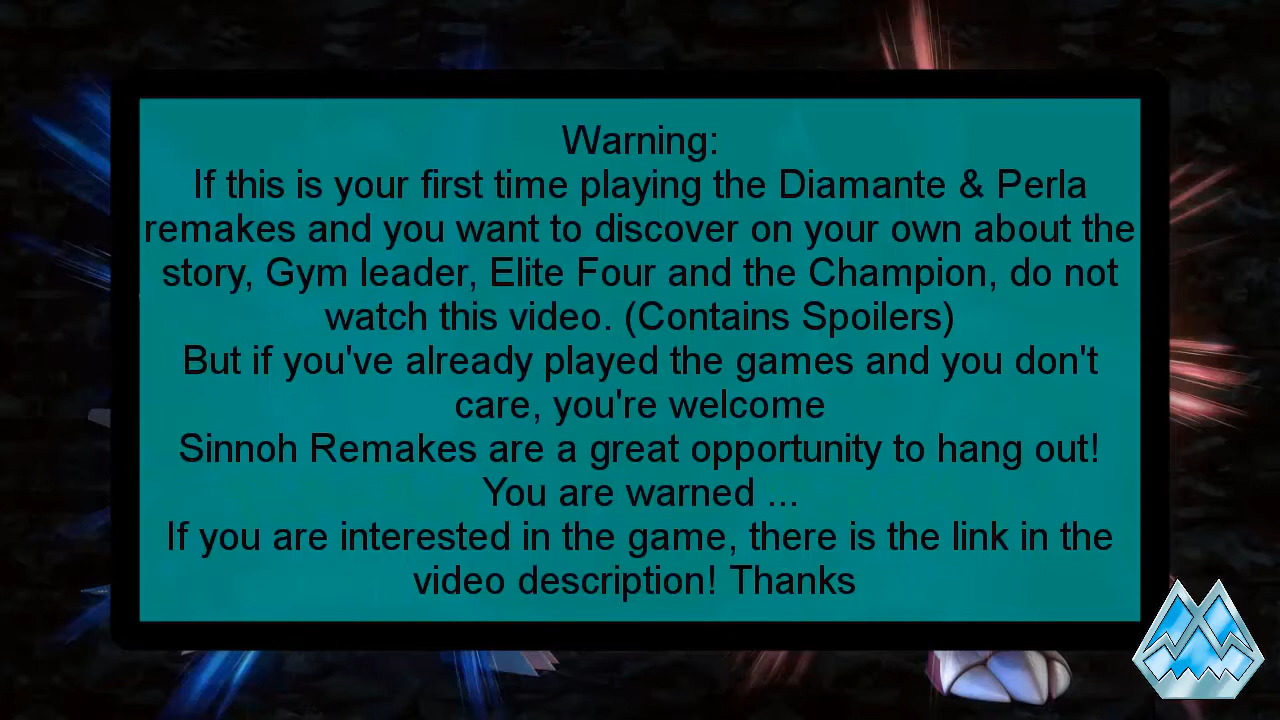 Warning:
If this is your first time playing the Diamante & Perla
remakes and you want to discover on your own about the
story, Gym leader, Elite Four and the Champion, do not
watch this video. (Contains Spoilers)
But if you've already played the games and you don't
care, you're welcome
Sinnoh Remakes are a great opportunity to hang out!
You are warned ...
If you are interested in the game, there is the link in the
video description! Thanks